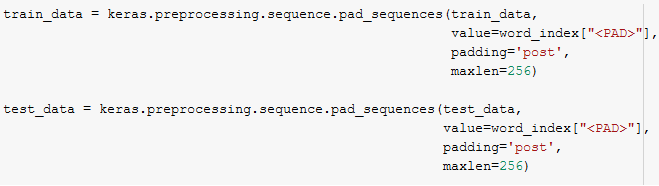 train_data = keras.preprocessing.sequence.pad_sequences(train_data,
value=word_index["<PAD>"],
padding='post',
maxlen=256)
test_data = keras.preprocessing.sequence.pad_sequences(test_data,
value=word_index["<PAD>"],
padding='post',
maxlen=256)